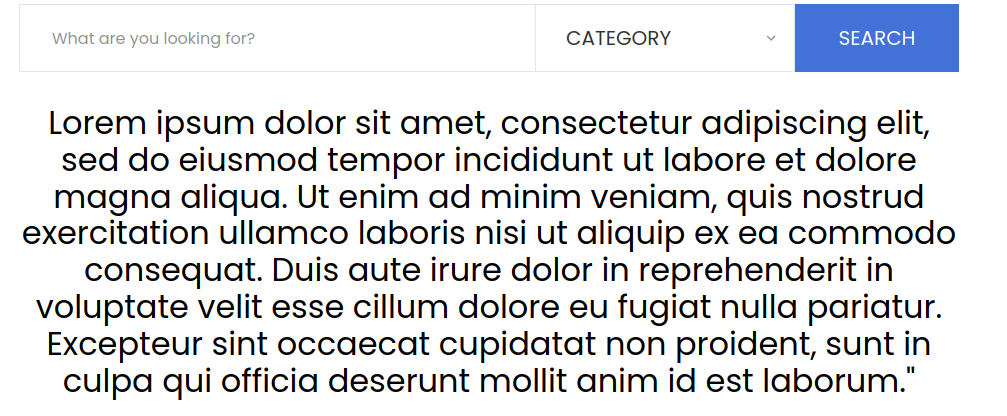 What are you looking for? CATEGORY SEARCH
Lorem ipsum dolor sit amet, consectetur adipiscing elit,
sed do eiusmod tempor incididunt ut labore et dolore
magna aliqua. Ut enim ad minim veniam, quis nostrud
exercitation ullamco laboris nisi ut aliquip ex ea commodo
consequat. Duis aute irure dolor in reprehenderit in
voluptate velit esse cillum dolore eu fugiat nulla pariatur.
Excepteur sint occaecat cupidatat non proident, sunt in
culpa qui officia deserunt mollit anim id est laborum."